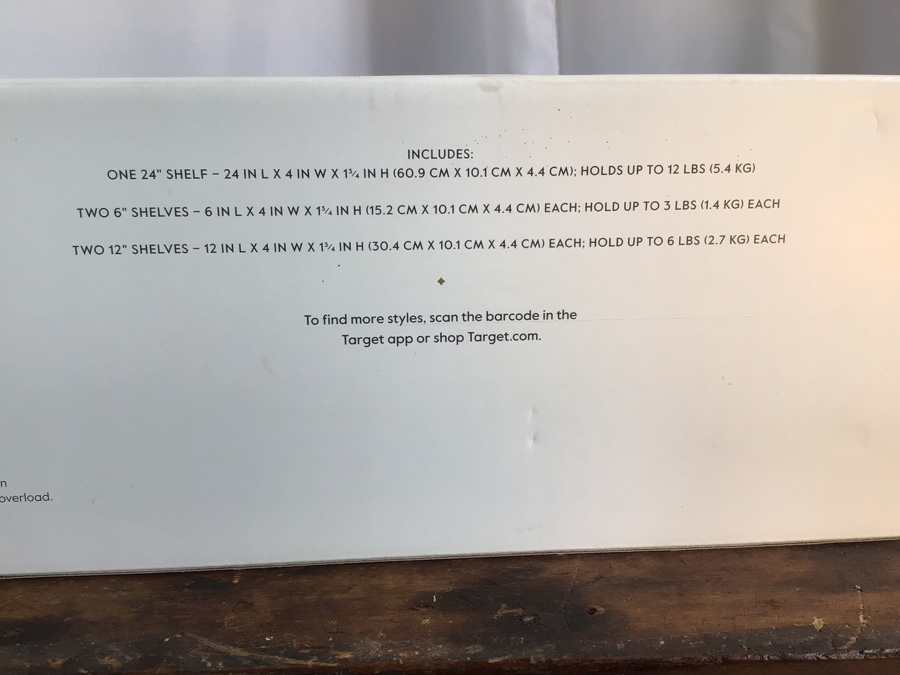 INCLUDES:
ONE 24" SHELF – 24 IN L X 4 IN W X 1¾ IN H (60.9 CM X 10.1 CM X 4.4 CM); HOLDS UP TO 12 LBS (5.4 KG)
TWO 6" SHELVES – 6 IN L X 4 IN W X 1¾ IN H (15.2 CM X 10.1 CM X 4.4 CM) EACH; HOLD UP TO 3 LBS (1.4 KG) EACH
TWO 12" SHELVES – 12 IN L X 4 IN W X 1¾ IN H (30.4 CM X 10.1 CM X 4.4 CM) EACH; HOLD UP TO 6 LBS (2.7 KG) EACH
To find more styles, scan the barcode in the
Target app or shop Target.com.
n
overload.